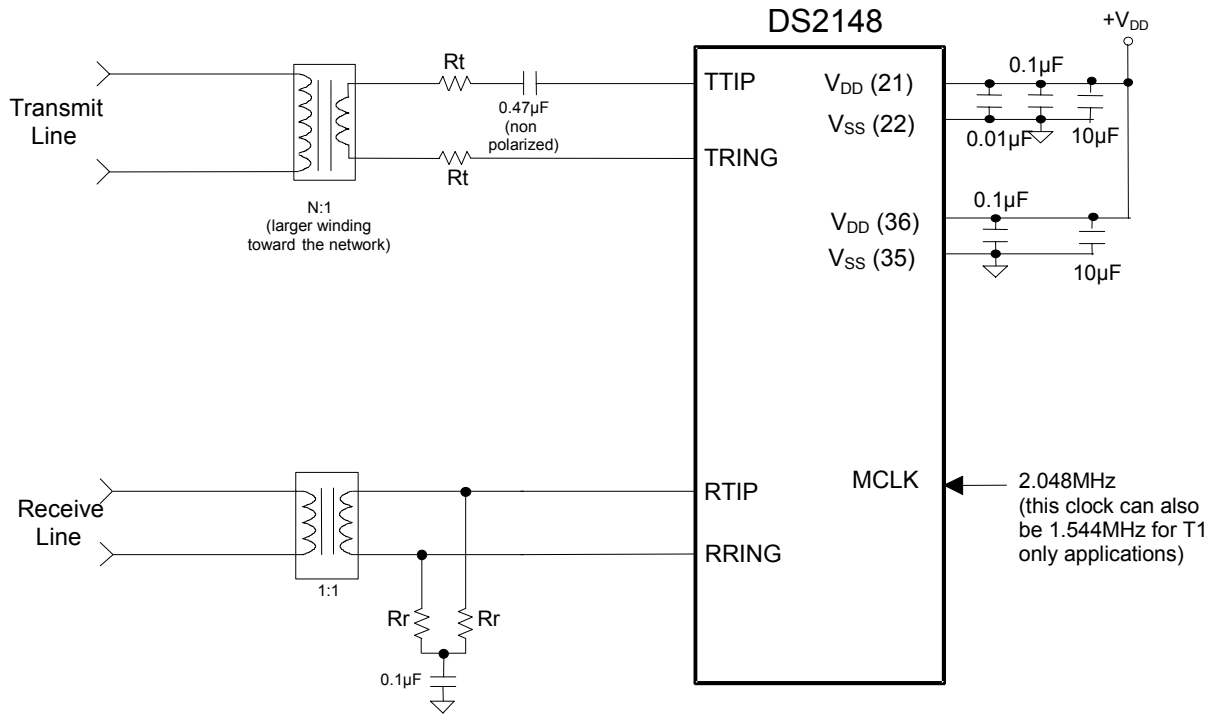 DS2148
+VDD
Transmit
Line
N:1
(larger winding
toward the network)
Rt
Rt
0.47µF
(non
polarized)
TTIP
TRING
VDD (21)
VSS (22)
0.1µF
0.01µF
10µF
VDD (36)
VSS (35)
0.1µF
10µF
Receive
Line
1:1
RTIP
RRING
MCLK
2.048MHz
(this clock can also
be 1.544MHz for T1
only applications)
Rr
Rr
0.1µF